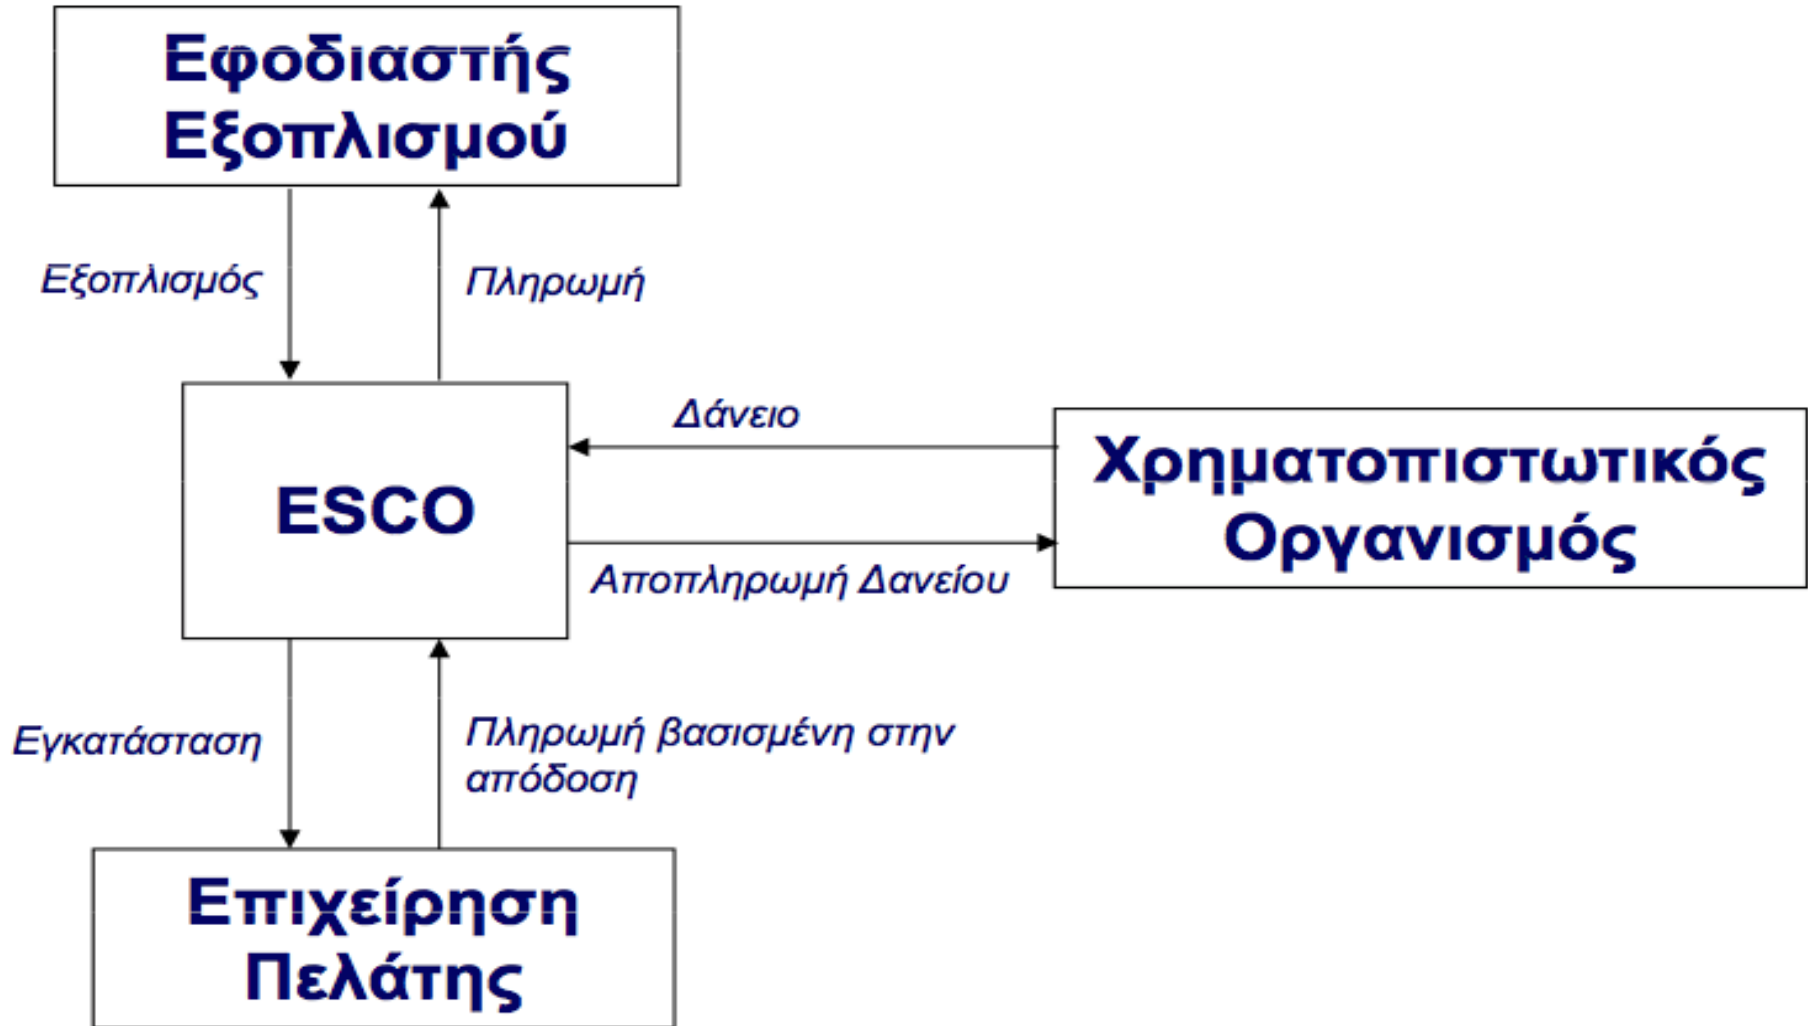 Εφοδιαστής
Εξοπλισμού
Εξοπλισμός
Πληρωμή
Δάνειο
ESCO
Χρηματοπιστωτικός
Οργανισμός
Αποπληρωμή Δανείου
Εγκατάσταση
Πληρωμή βασισμένη στην
απόδοση
Επιχείρηση
Πελάτης